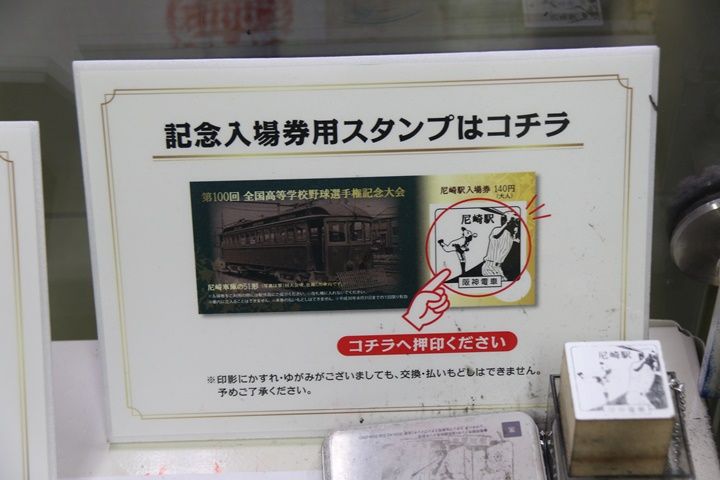 記念入場券用スタンプはコチラ
第100回 全国高等学校野球選手権記念大会
尼崎駅入場券 140円
(大人)
尼崎駅
阪神電車
尼崎車庫の51形
コチラへ押印ください
※印影にかすれ・ゆがみがございましても、交換・払いもどしはできません。
予めご了承ください。
尼崎駅